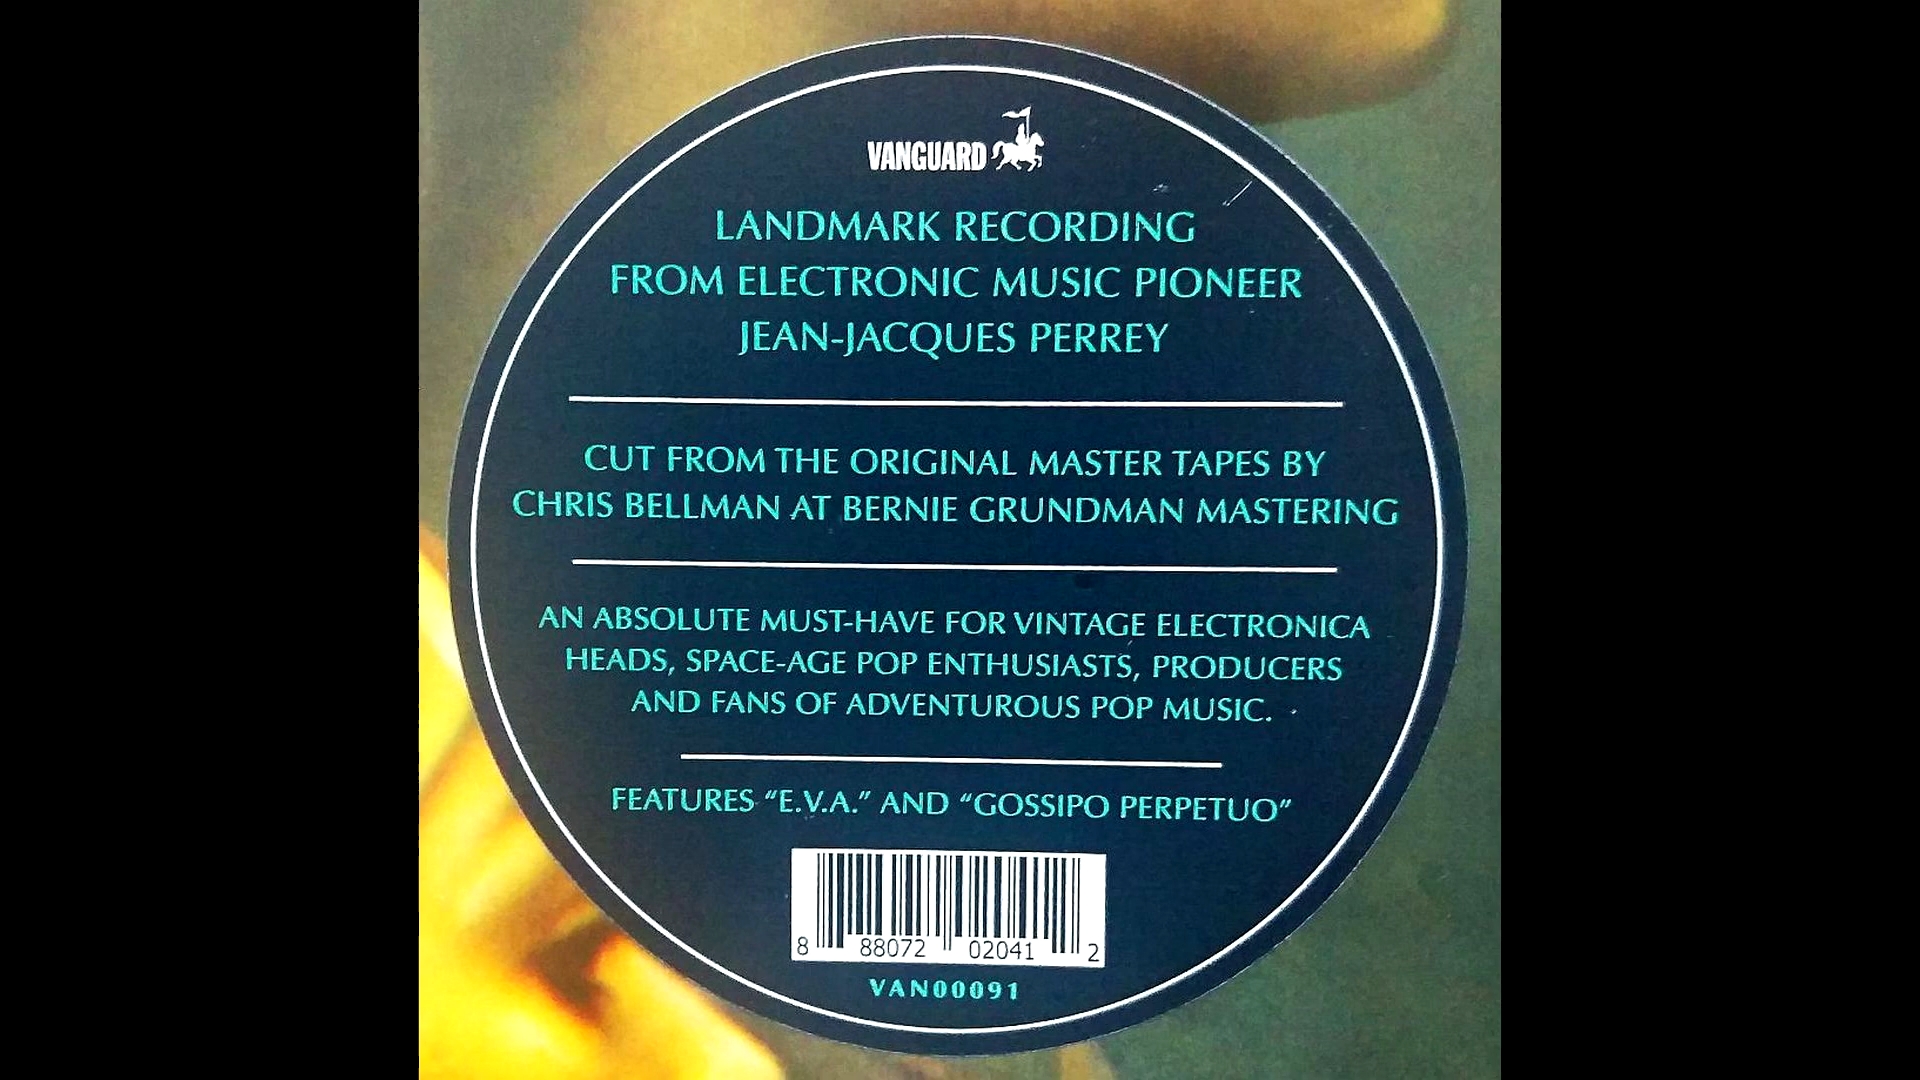 VANGUARD
LANDMARK RECORDING
FROM ELECTRONIC MUSIC PIONEER
JEAN-JACQUES PERREY
CUT FROM THE ORIGINAL MASTER TAPES BY
CHRIS BELLMAN AT BERNIE GRUNDMAN MASTERING
AN ABSOLUTE MUST-HAVE FOR VINTAGE ELECTRONICA
HEADS, SPACE-AGE POP ENTHUSIASTS, PRODUCERS
AND FANS OF ADVENTUROUS POP MUSIC.
FEATURES “E.V.A.” AND “GOSSIPO PERPETUO”
8 88072 02041 2
VAN00091